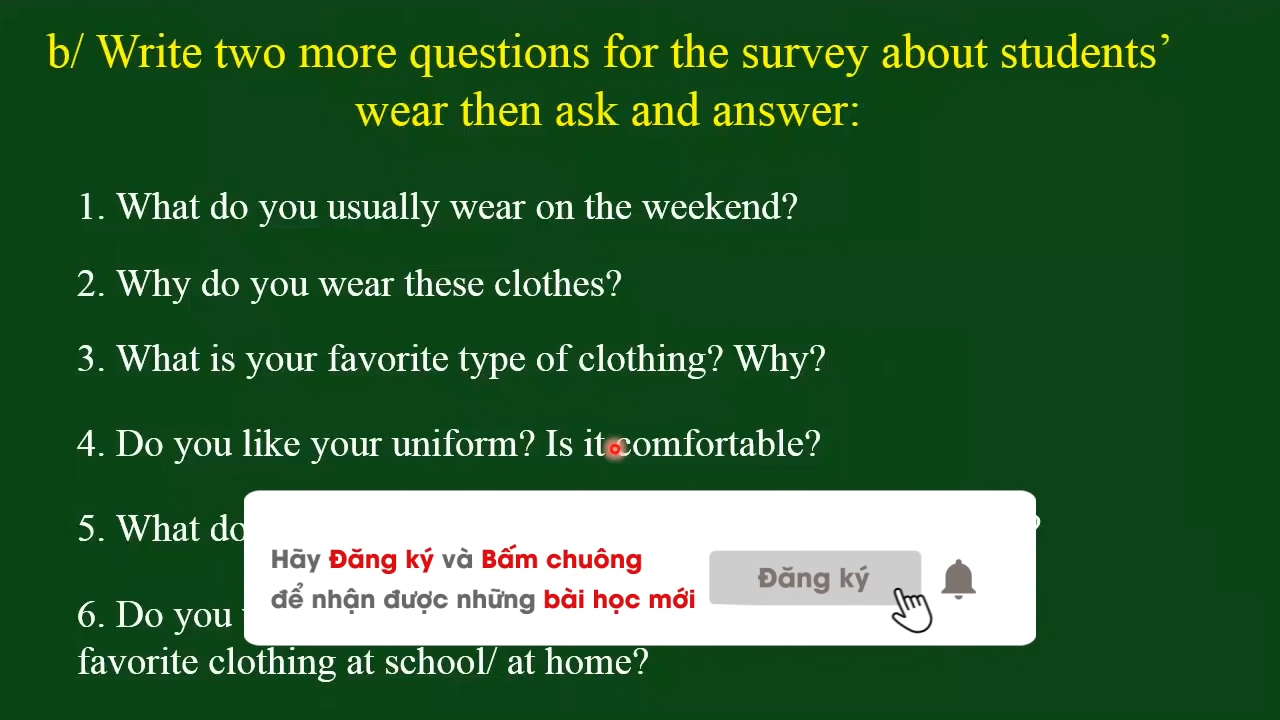 b/ Write two more questions for the survey about students’
wear then ask and answer:
1. What do you usually wear on the weekend?
2. Why do you wear these clothes?
3. What is your favorite type of clothing? Why?
4. Do you like your uniform? Is it comfortable?
5. What do ?
Hãy Đăng ký và Bấm chuông
để nhận được những bài học mới
Đăng ký
6. Do you
favorite clothing at school/ at home?